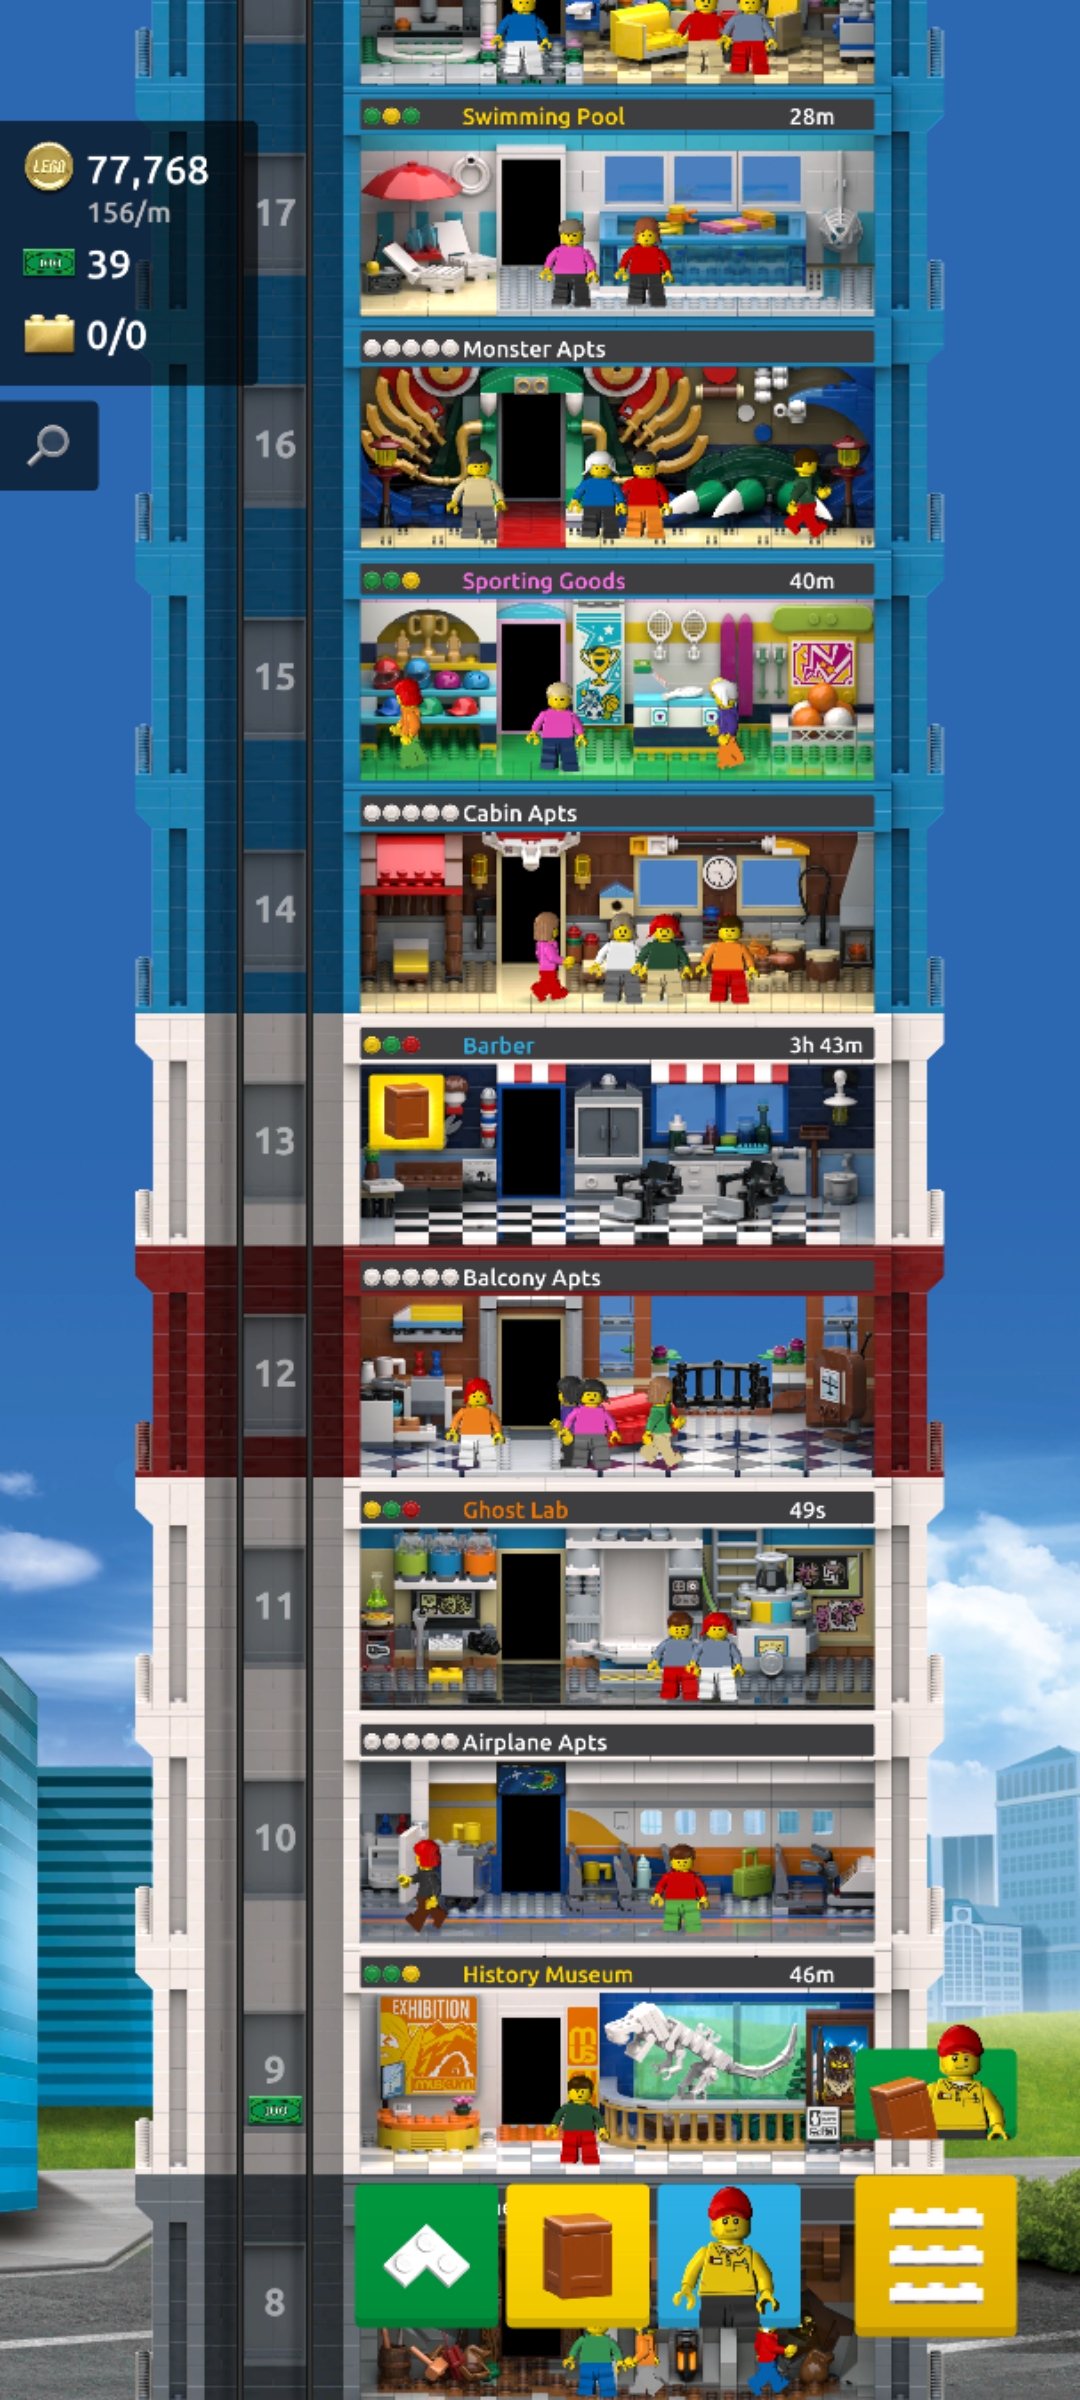 Swimming Pool 28m
LEGO 77,768
156/m
39
0/0
17
Monster Apts
16
Sporting Goods 40m
15
Cabin Apts
14
Barber 3h 43m
13
Balcony Apts
12
Ghost Lab 49s
11
Airplane Apts
10
History Museum 46m
EXHIBITION
MUSEUM
9
8